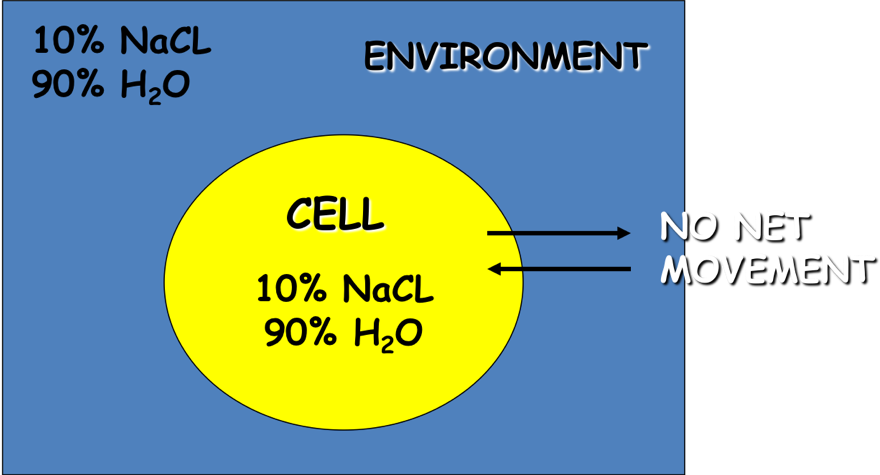 10% NaCL
90% H₂O
ENVIRONMENT
CELL
10% NaCL
90% H₂O
NO NET
MOVEMENT